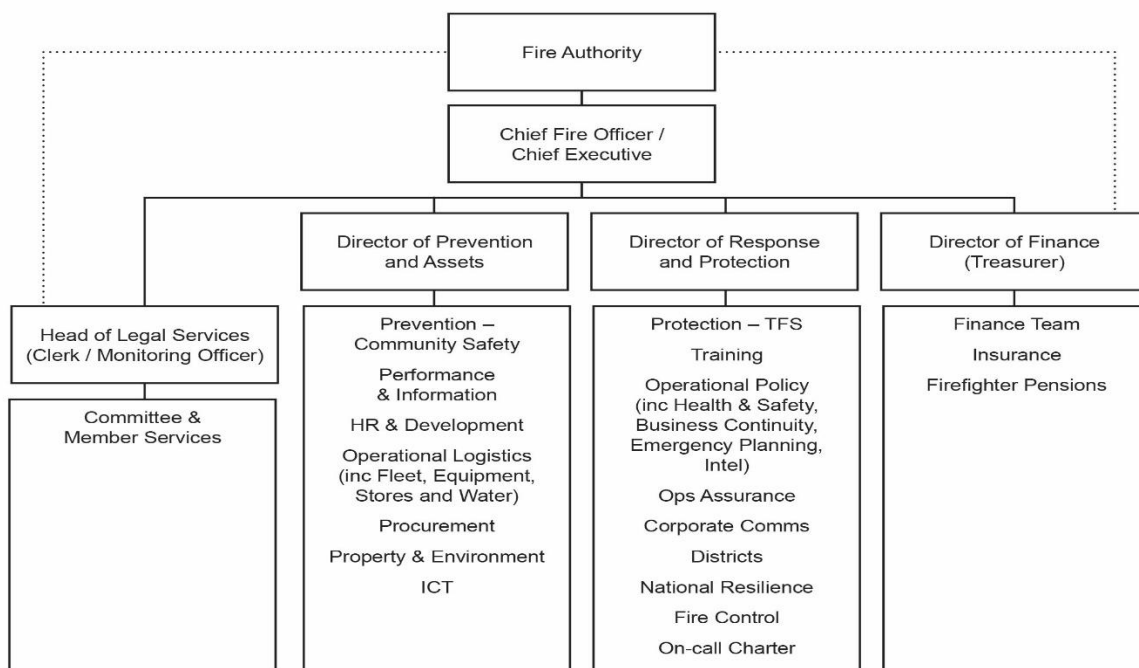 Fire Authority
Chief Fire Officer /
Chief Executive
Director of Prevention
and Assets
Director of Response
and Protection
Director of Finance
(Treasurer)
Head of Legal Services
(Clerk / Monitoring Officer)
Committee &
Member Services
Prevention –
Community Safety
Performance
& Information
HR & Development
Operational Logistics
(inc Fleet, Equipment,
Stores and Water)
Procurement
Property & Environment
ICT
Protection – TFS
Training
Operational Policy
(inc Health & Safety,
Business Continuity,
Emergency Planning,
Intel)
Ops Assurance
Corporate Comms
Districts
National Resilience
Fire Control
On-call Charter
Finance Team
Insurance
Firefighter Pensions